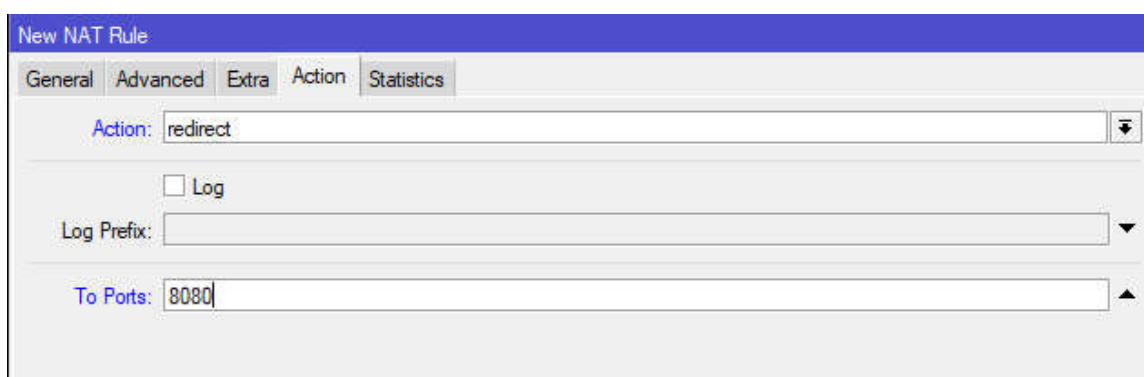 New NAT Rule
General Advanced Extra Action Statistics
Action: redirect
Log
Log Prefix:
To Ports: 8080